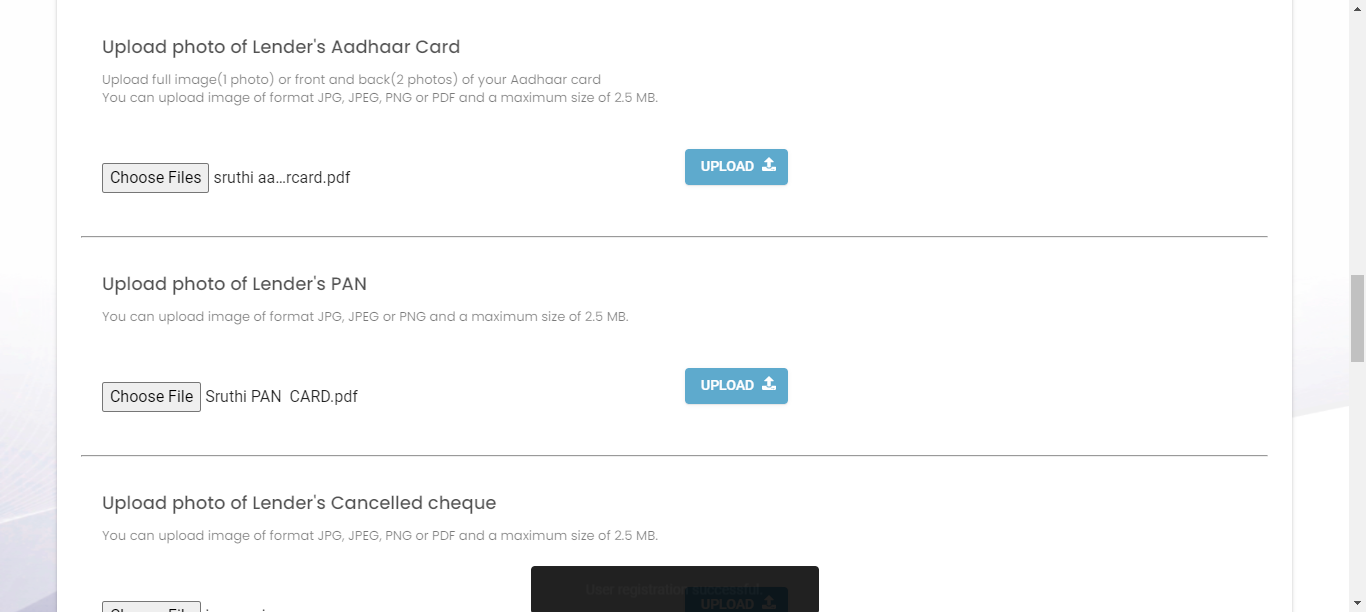 Upload photo of Lender's Aadhaar Card
Upload full image(1 photo) or front and back(2 photos) of your Aadhaar card
You can upload image of format JPG, JPEG, PNG or PDF and a maximum size of 2.5 MB.
UPLOAD
Choose Files sruthi aa...rcard.pdf
Upload photo of Lender's PAN
You can upload image of format JPG, JPEG or PNG and a maximum size of 2.5 MB.
UPLOAD
Choose File Sruthi PAN  CARD.pdf
Upload photo of Lender's Cancelled cheque
You can upload image of format JPG, JPEG, PNG or PDF and a maximum size of 2.5 MB.
User registration successful.
UPLOAD
Choose File